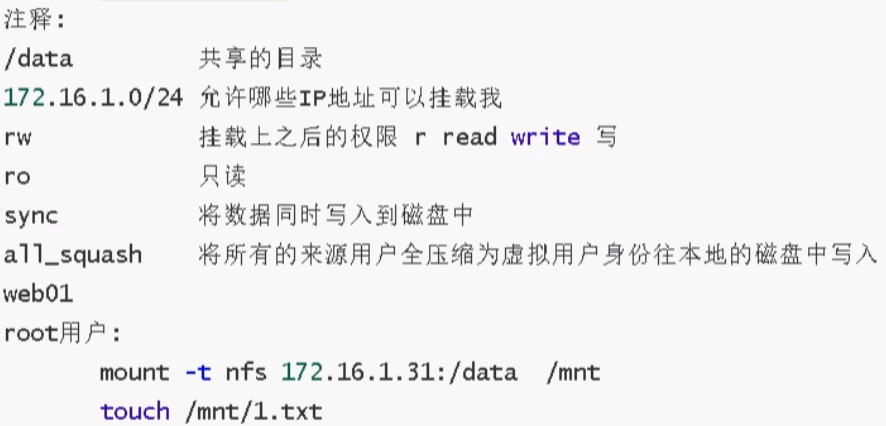 注释:
/data 共享的目录
172.16.1.0/24 允许哪些IP地址可以挂载我
rw 挂载上之后的权限 r read write 写
ro 只读
sync 将数据同时写入到磁盘中
all_squash 将所有的来源用户全压缩为虚拟用户身份往本地的磁盘中写入
web01
root用户:
mount -t nfs 172.16.1.31:/data /mnt
touch /mnt/1.txt